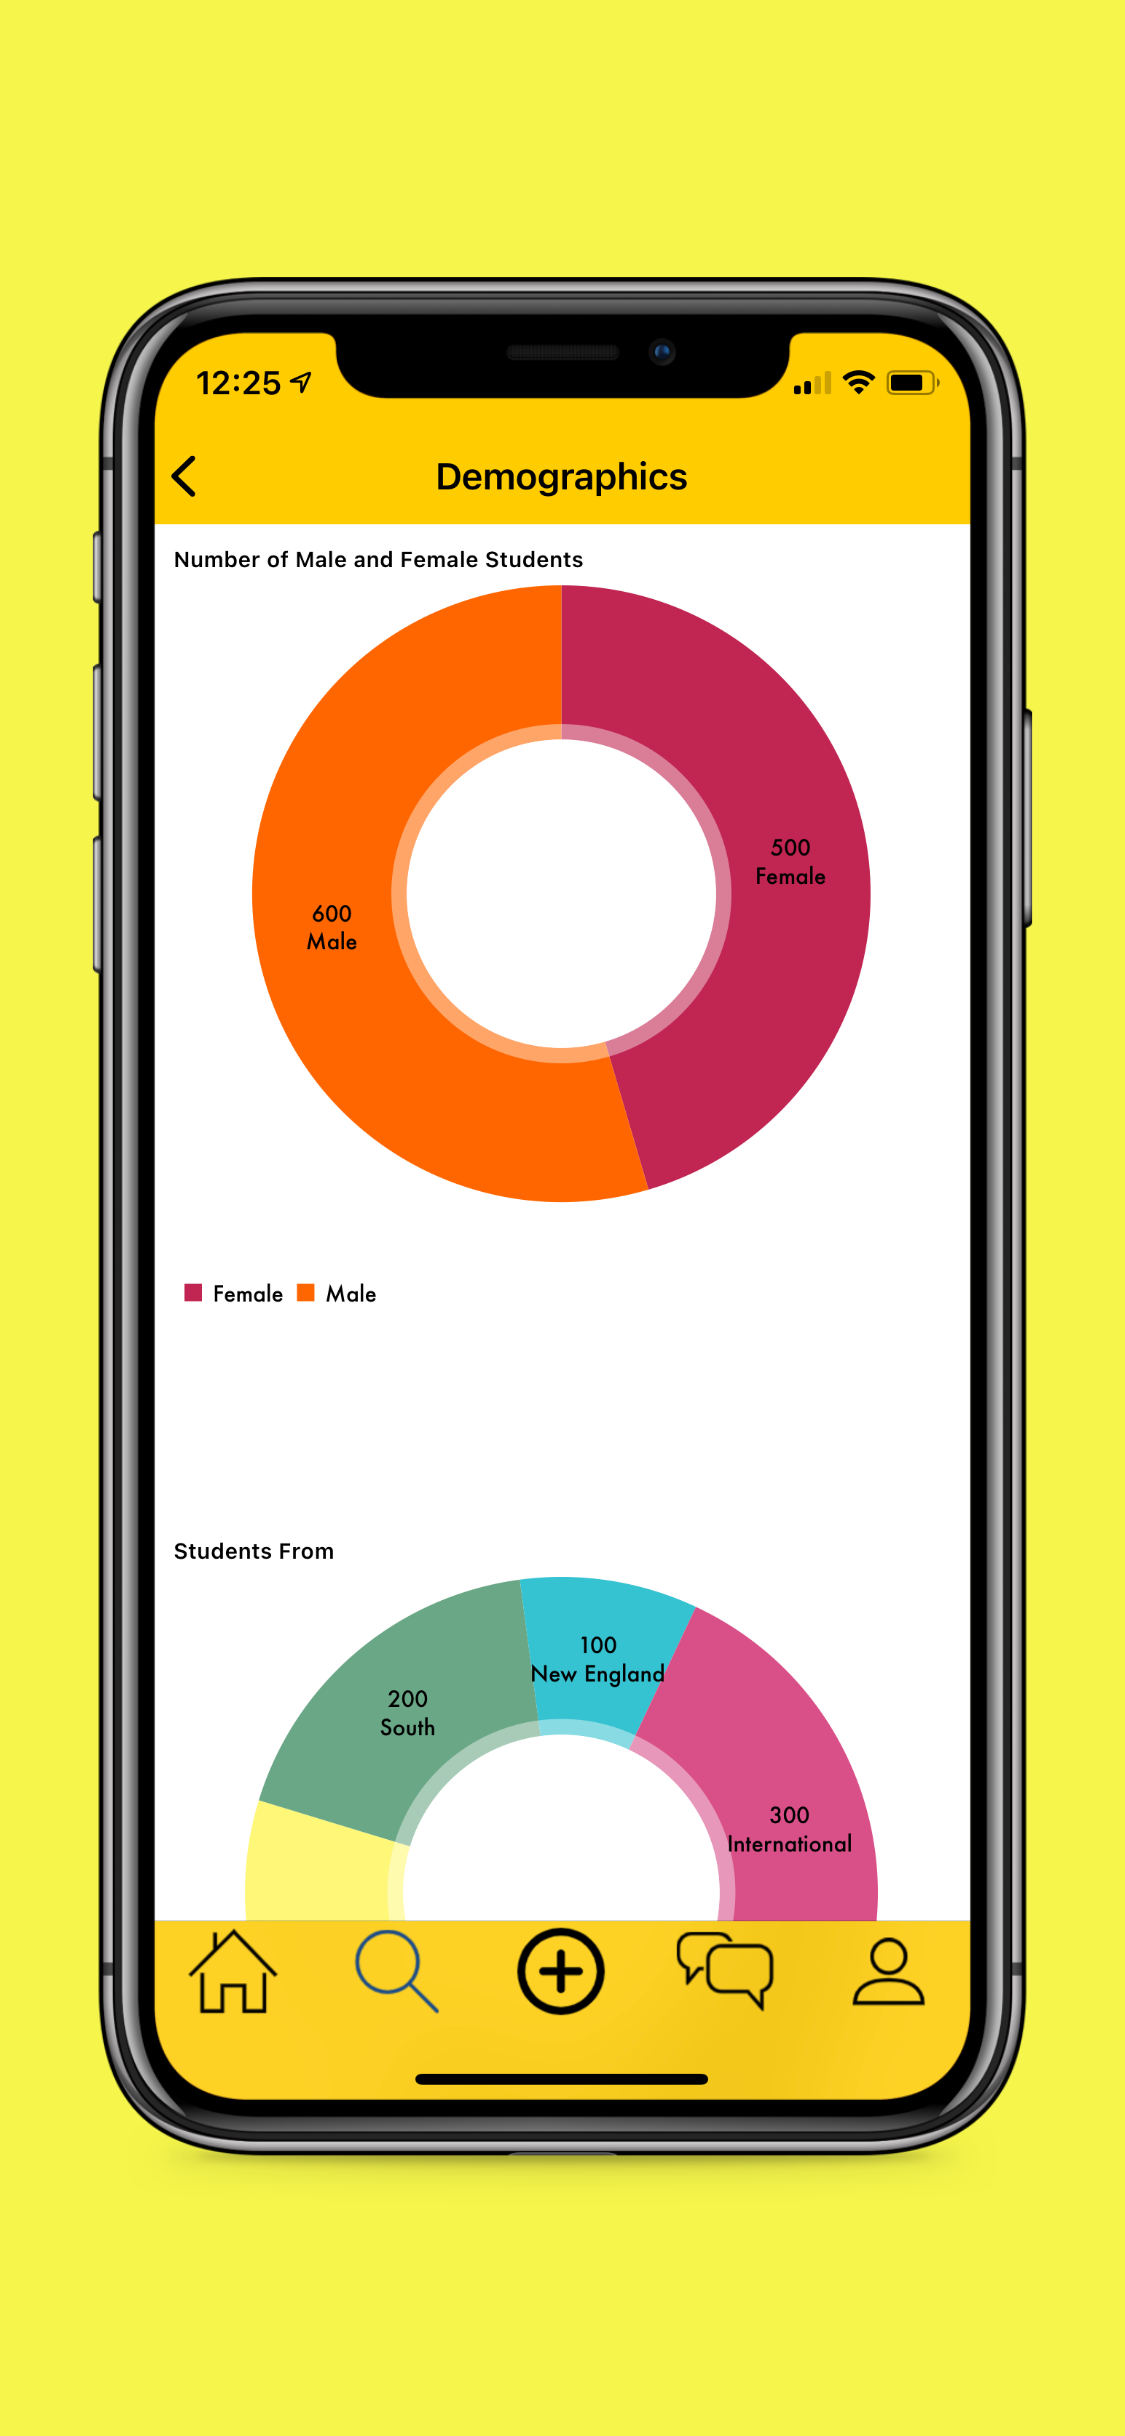 12:25
Demographics
Number of Male and Female Students
500
Female
600
Male
Female Male
Students From
100
New England
200
South
300
International